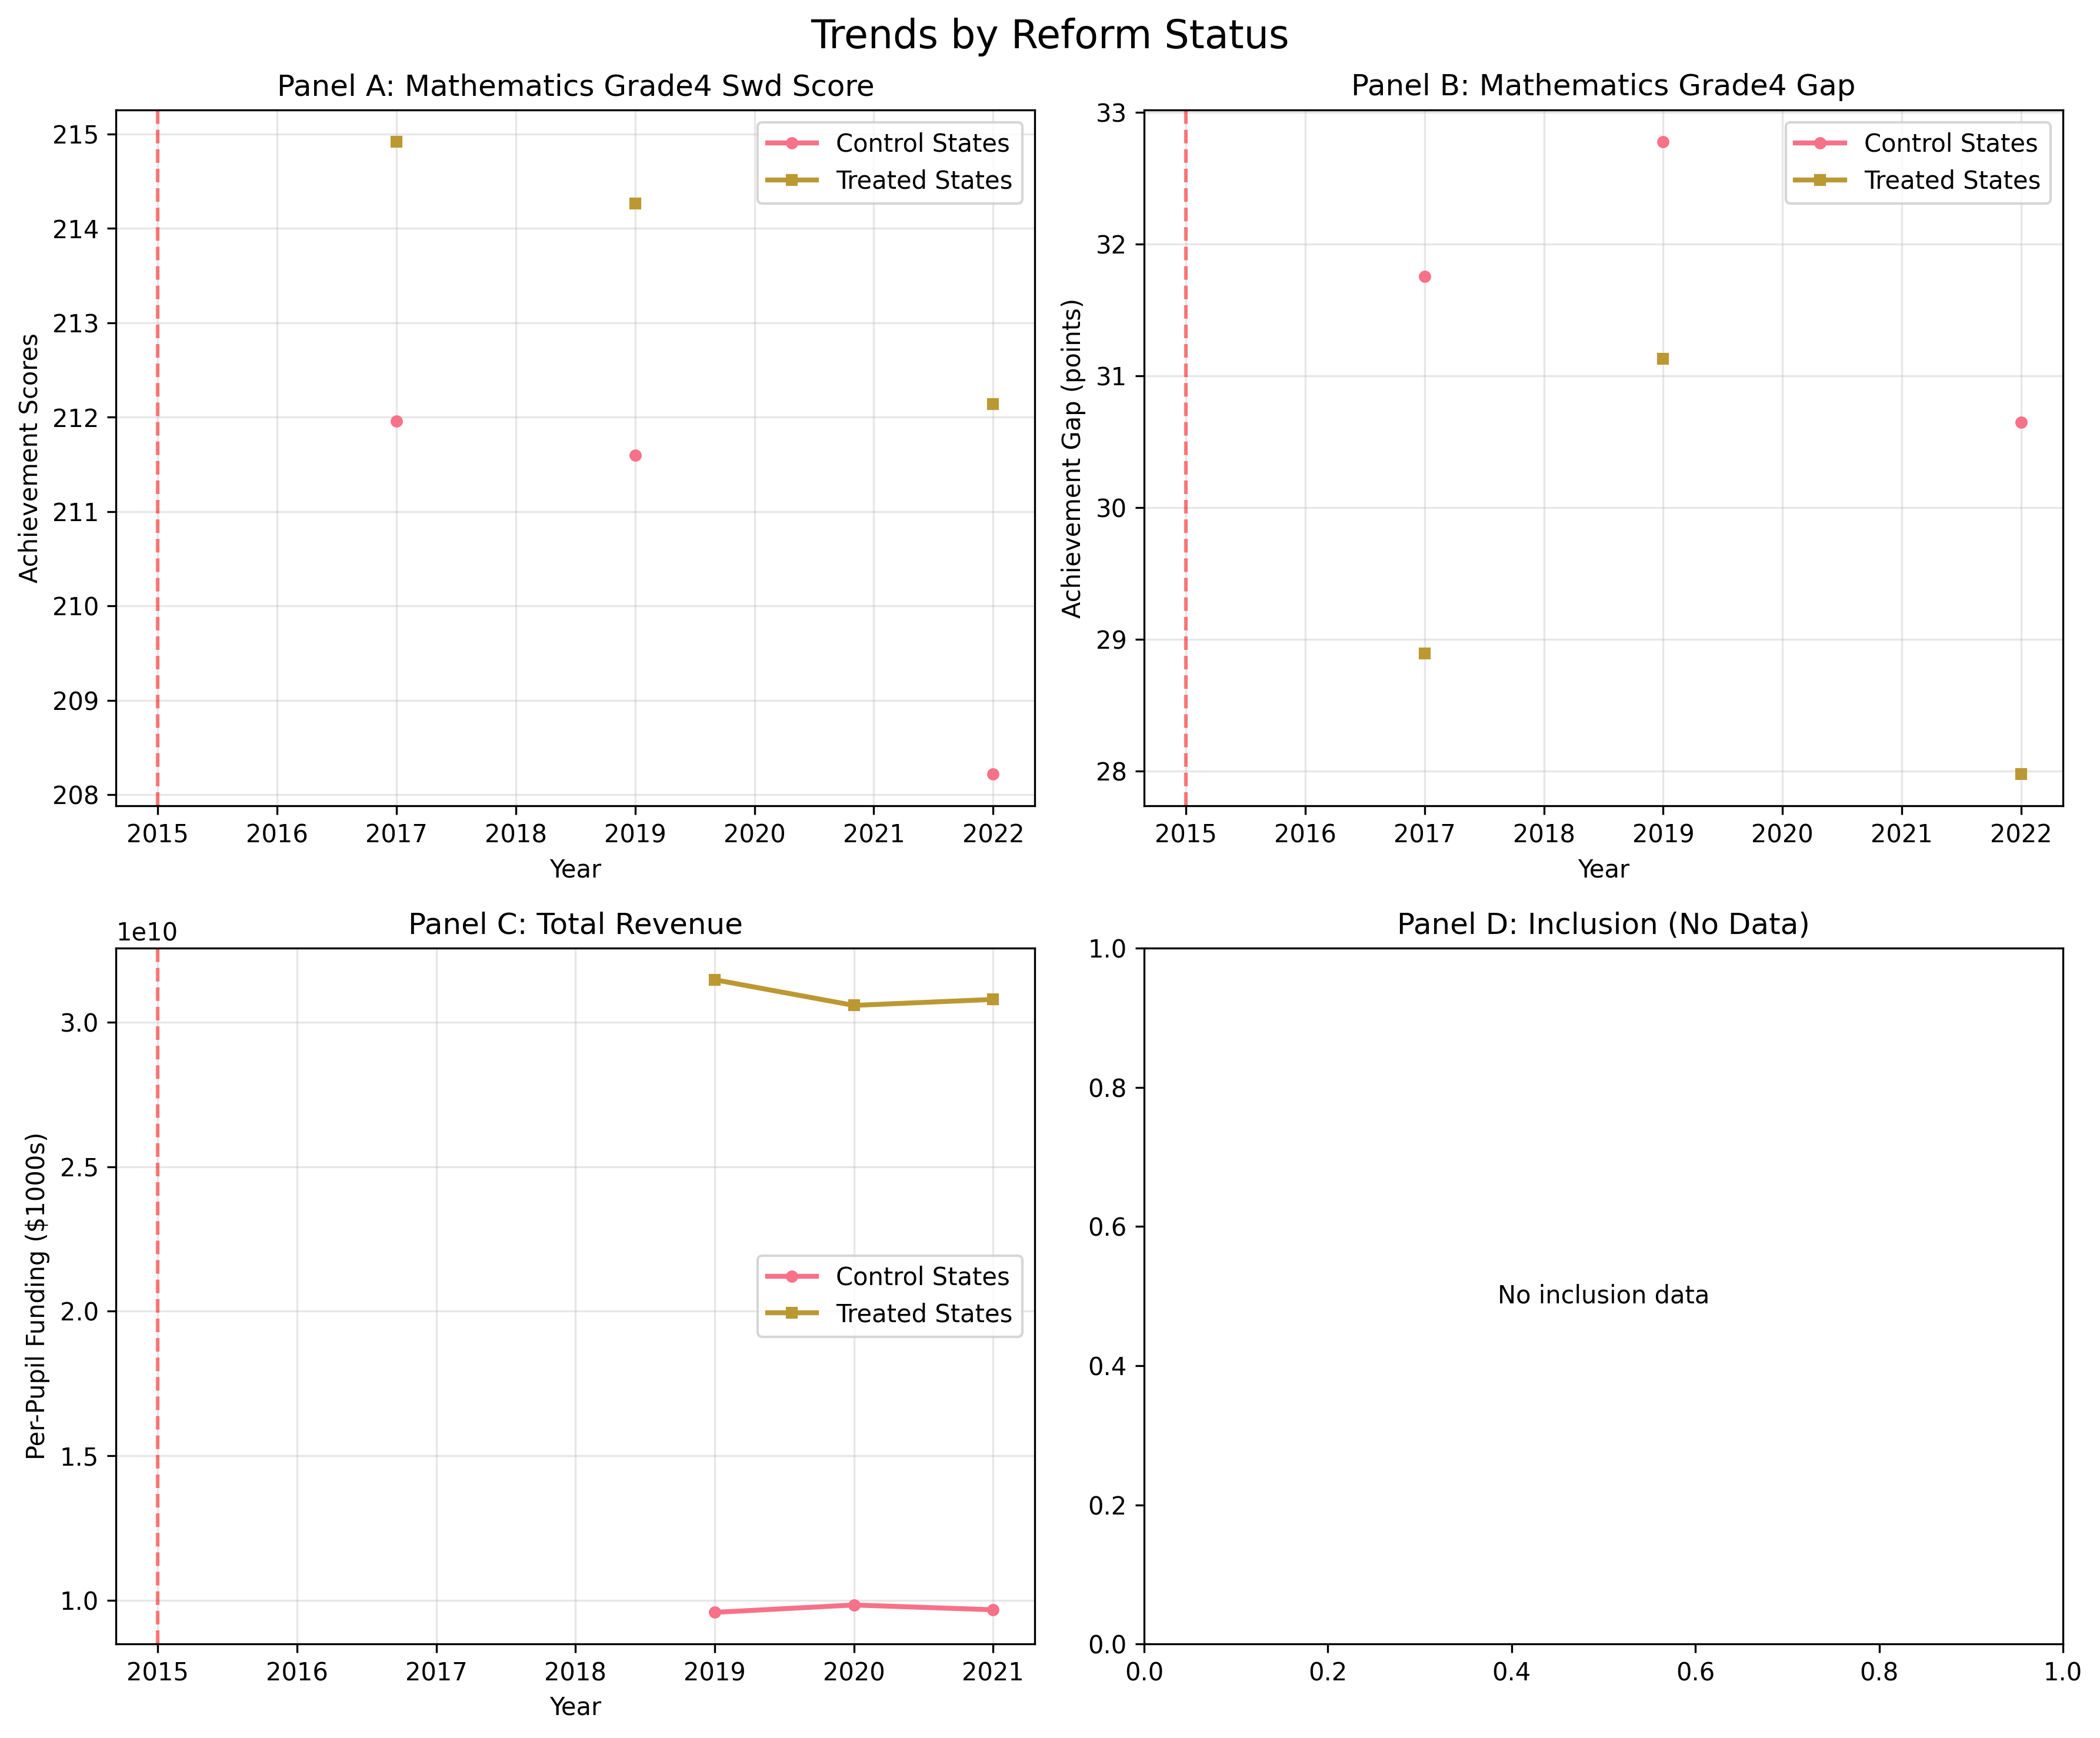 Trends by Reform Status
Panel A: Mathematics Grade4 Swd Score
Achievement Scores
215
214
213
212
211
210
209
208
Control States
Treated States
2015 2016 2017 2018 2019 2020 2021 2022
Year
Panel B: Mathematics Grade4 Gap
Achievement Gap (points)
33
32
31
30
29
28
Control States
Treated States
2015 2016 2017 2018 2019 2020 2021 2022
Year
Panel C: Total Revenue
1e10
Per-Pupil Funding ($1000s)
3.0
2.5
2.0
1.5
1.0
Control States
Treated States
2015 2016 2017 2018 2019 2020 2021
Year
Panel D: Inclusion (No Data)
1.0
0.8
0.6
0.4
0.2
0.0
No inclusion data
0.0 0.2 0.4 0.6 0.8 1.0